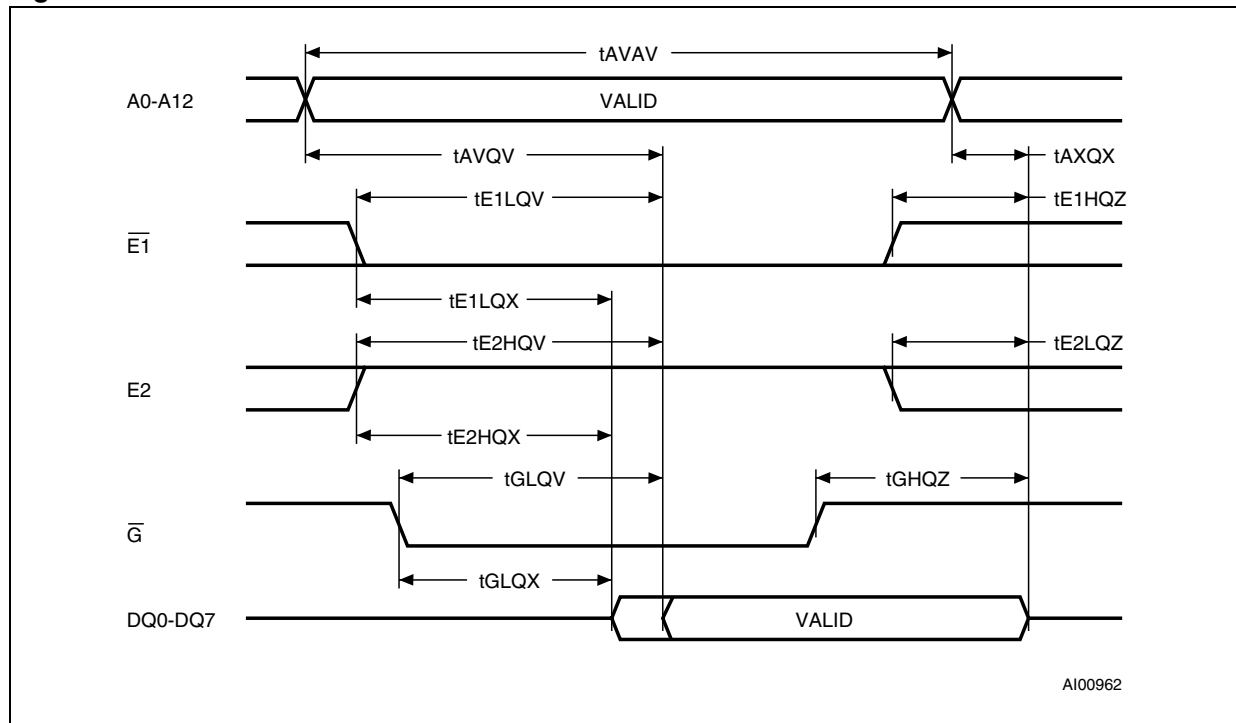 tAVAV
A0-A12
VALID
tAVQV
tAXQX
tE1LQV
tE1HQZ
E1
tE1LQX
tE2HQV
tE2LQZ
E2
tE2HQX
tGLQV
tGHQZ
G
tGLQX
DQ0-DQ7
VALID
AI00962